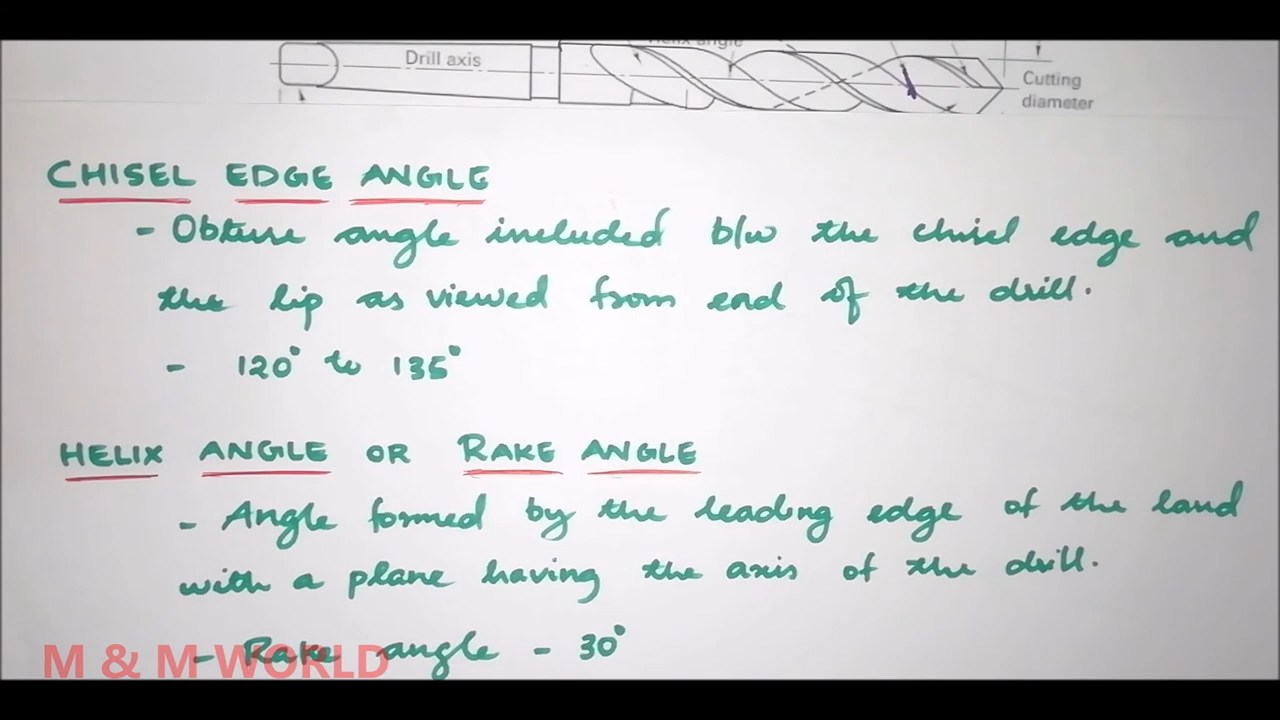 Helix angle
Drill axis
Cutting
diameter
CHISEL EDGE ANGLE
- Obtuse angle included b/w the chisel edge and
the lip as viewed from end of the drill.
- 120° to 135°
HELIX ANGLE OR RAKE ANGLE
- Angle formed by the leading edge of the land
with a plane having the axis of the drill.
- Rake angle - 30°
M & M WORLD